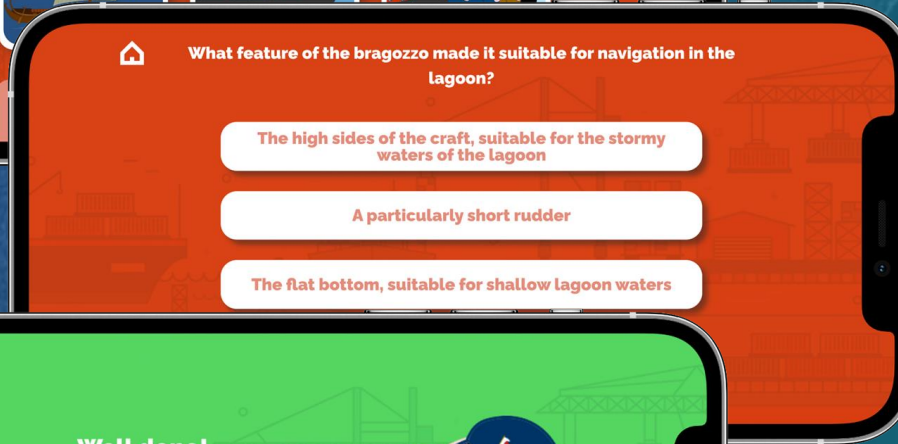 What feature of the bragozzo made it suitable for navigation in the
lagoon?
The high sides of the craft, suitable for the stormy
waters of the lagoon
A particularly short rudder
The flat bottom, suitable for shallow lagoon waters
Well done!